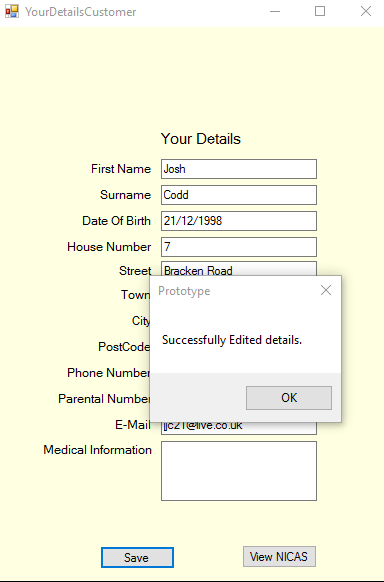 YourDetailsCustomer
Your Details
First Name Josh
Surname Codd
Date Of Birth 21/12/1998
House Number 7
Street Bracken Road
Prototype
Town
City
Successfully Edited details.
PostCode
Phone Number
Parental Number
OK
E-Mail jjc21@live.co.uk
Medical Information
Save
View NICAS